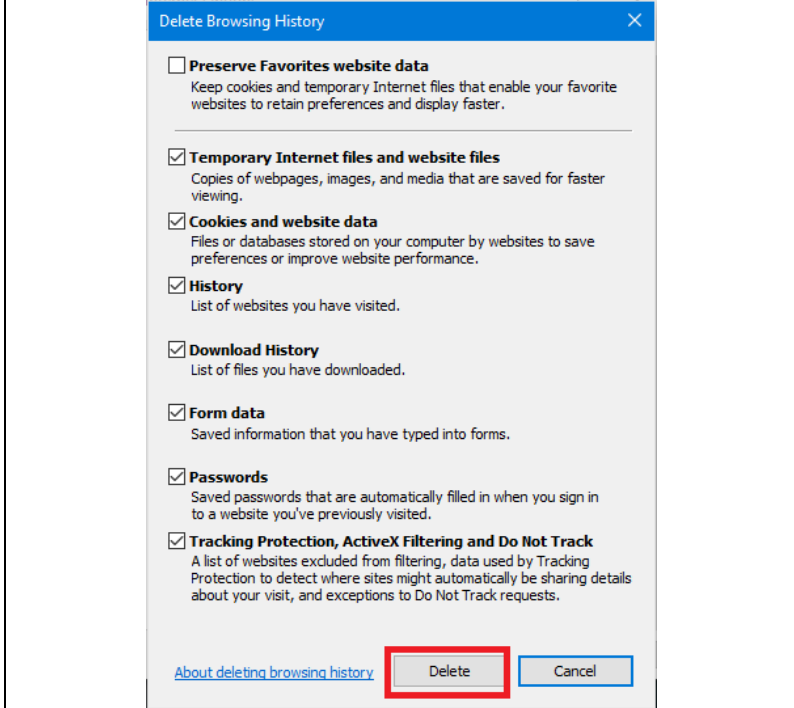 Delete Browsing History
Preserve Favorites website data
Keep cookies and temporary Internet files that enable your favorite
websites to retain preferences and display faster.
Temporary Internet files and website files
Copies of webpages, images, and media that are saved for faster
viewing.
Cookies and website data
Files or databases stored on your computer by websites to save
preferences or improve website performance.
History
List of websites you have visited.
Download History
List of files you have downloaded.
Form data
Saved information that you have typed into forms.
Passwords
Saved passwords that are automatically filled in when you sign in
to a website you've previously visited.
Tracking Protection, ActiveX Filtering and Do Not Track
A list of websites excluded from filtering, data used by Tracking
Protection to detect where sites might automatically be sharing details
about your visit, and exceptions to Do Not Track requests.
About deleting browsing history
Delete
Cancel